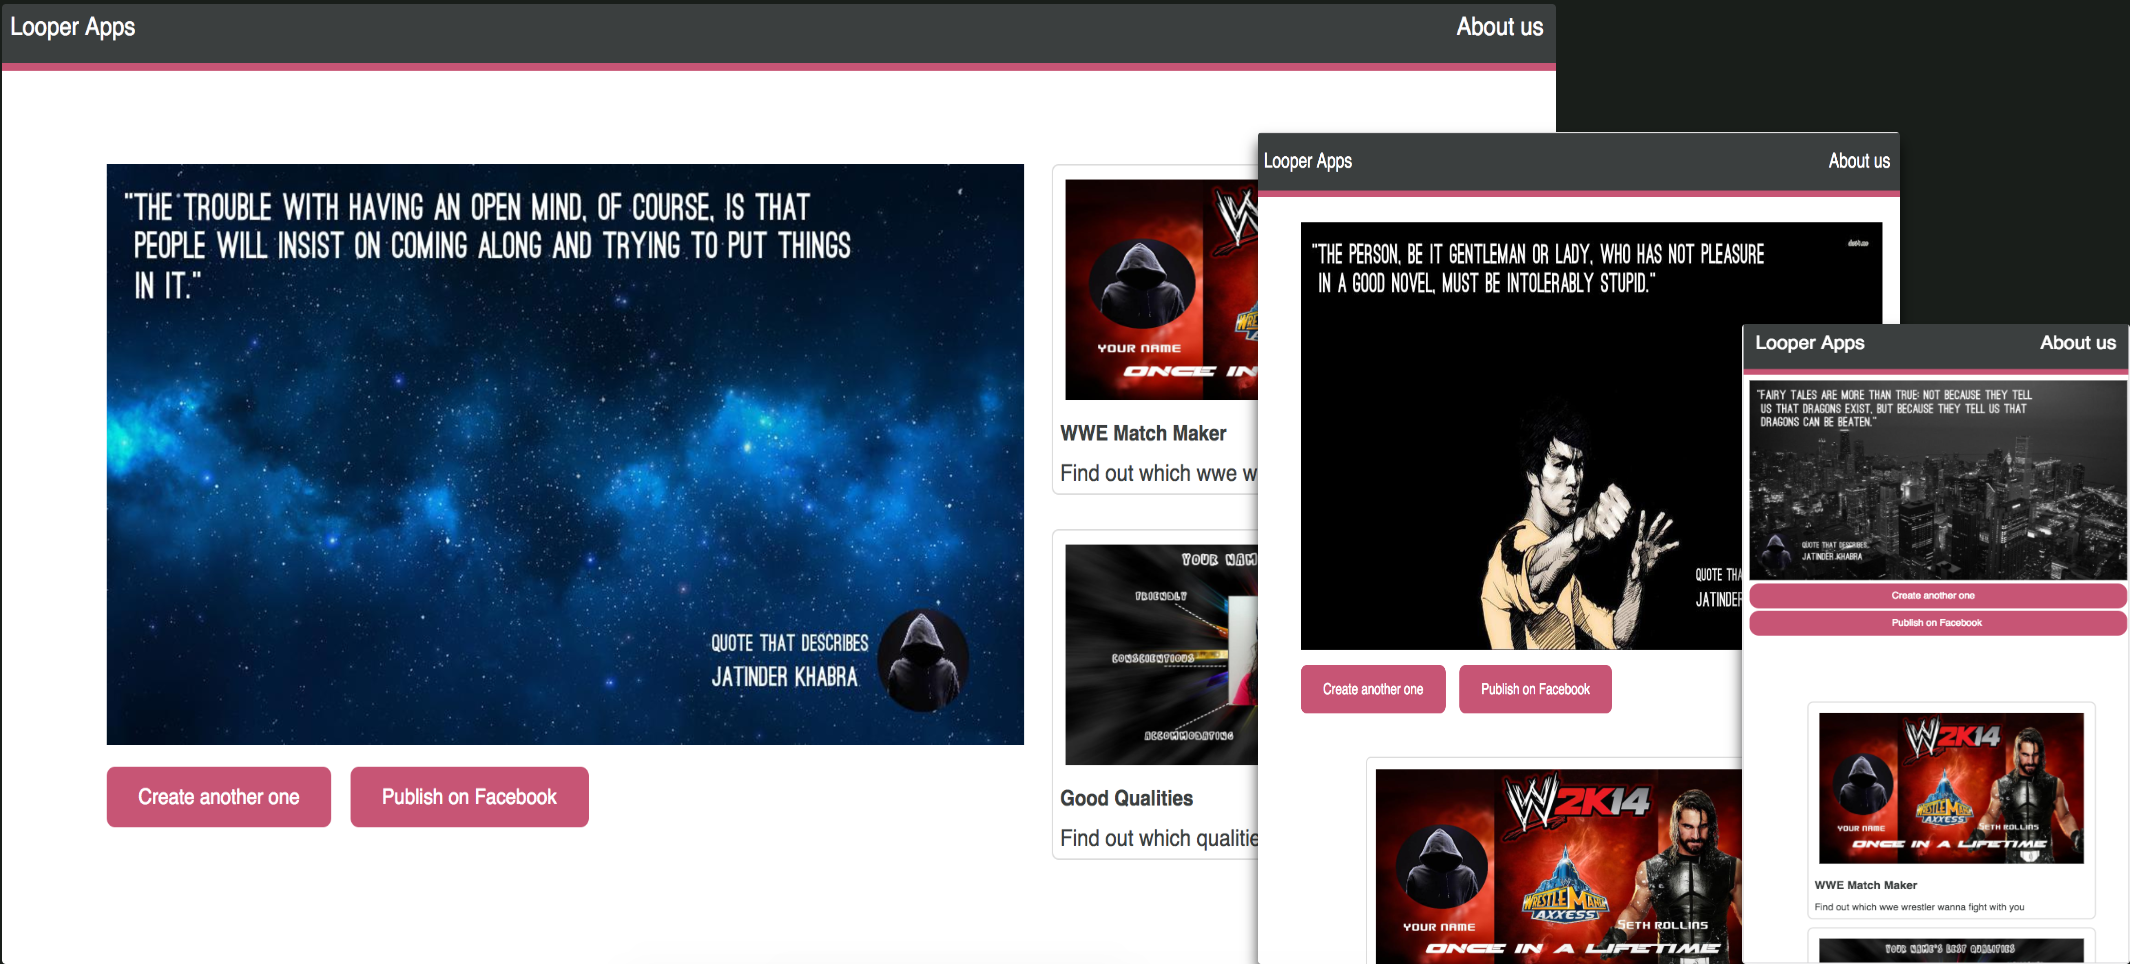 Looper Apps
About us
"THE TROUBLE WITH HAVING AN OPEN MIND, OF COURSE, IS THAT
PEOPLE WILL INSIST ON COMING ALONG AND TRYING TO PUT THINGS
IN IT."
QUOTE THAT DESCRIBES
JATINDER KHABRA
Create another one
Publish on Facebook
W
YOUR NAME
ONCE IN
WWE Match Maker
Find out which wwe w
YOUR NAM
FRIENDLY
CONSCIENTIOUS
ACCOMMODATING
Good Qualities
Find out which qualitie
Looper Apps
About us
"THE PERSON, BE IT GENTLEMAN OR LADY, WHO HAS NOT PLEASURE
IN A GOOD NOVEL, MUST BE INTOLERABLY STUPID."
QUOTE THA
JATINDER
Create another one
Publish on Facebook
W2K14
WRESTLEMANIA
AXXESS
YOUR NAME
SETH ROLLINS
ONCE IN A LIFETIME
Looper Apps
About us
"FAIRY TALES ARE MORE THAN TRUE: NOT BECAUSE THEY TELL
US THAT DRAGONS EXIST, BUT BECAUSE THEY TELL US THAT
DRAGONS CAN BE BEATEN."
QUOTE THAT DESCRIBES
JATINDER KHABRA
Create another one
Publish on Facebook
W2K14
WRESTLEMANIA
AXXESS
YOUR NAME
SETH ROLLINS
ONCE IN A LIFETIME
WWE Match Maker
Find out which wwe wrestler wanna fight with you
YOUR NAME'S BEST QUALITIES